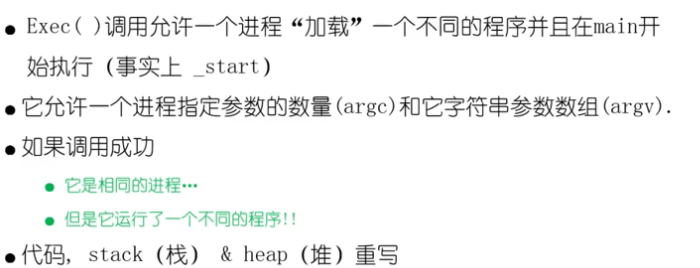 ● Exec( )调用允许一个进程“加载”一个不同的程序并且在main开
始执行（事实上 _start）
● 它允许一个进程指定参数的数量(argc)和它字符串参数数组(argv).
● 如果调用成功
● 它是相同的进程…
● 但是它运行了一个不同的程序!!
● 代码, stack（栈） & heap（堆）重写